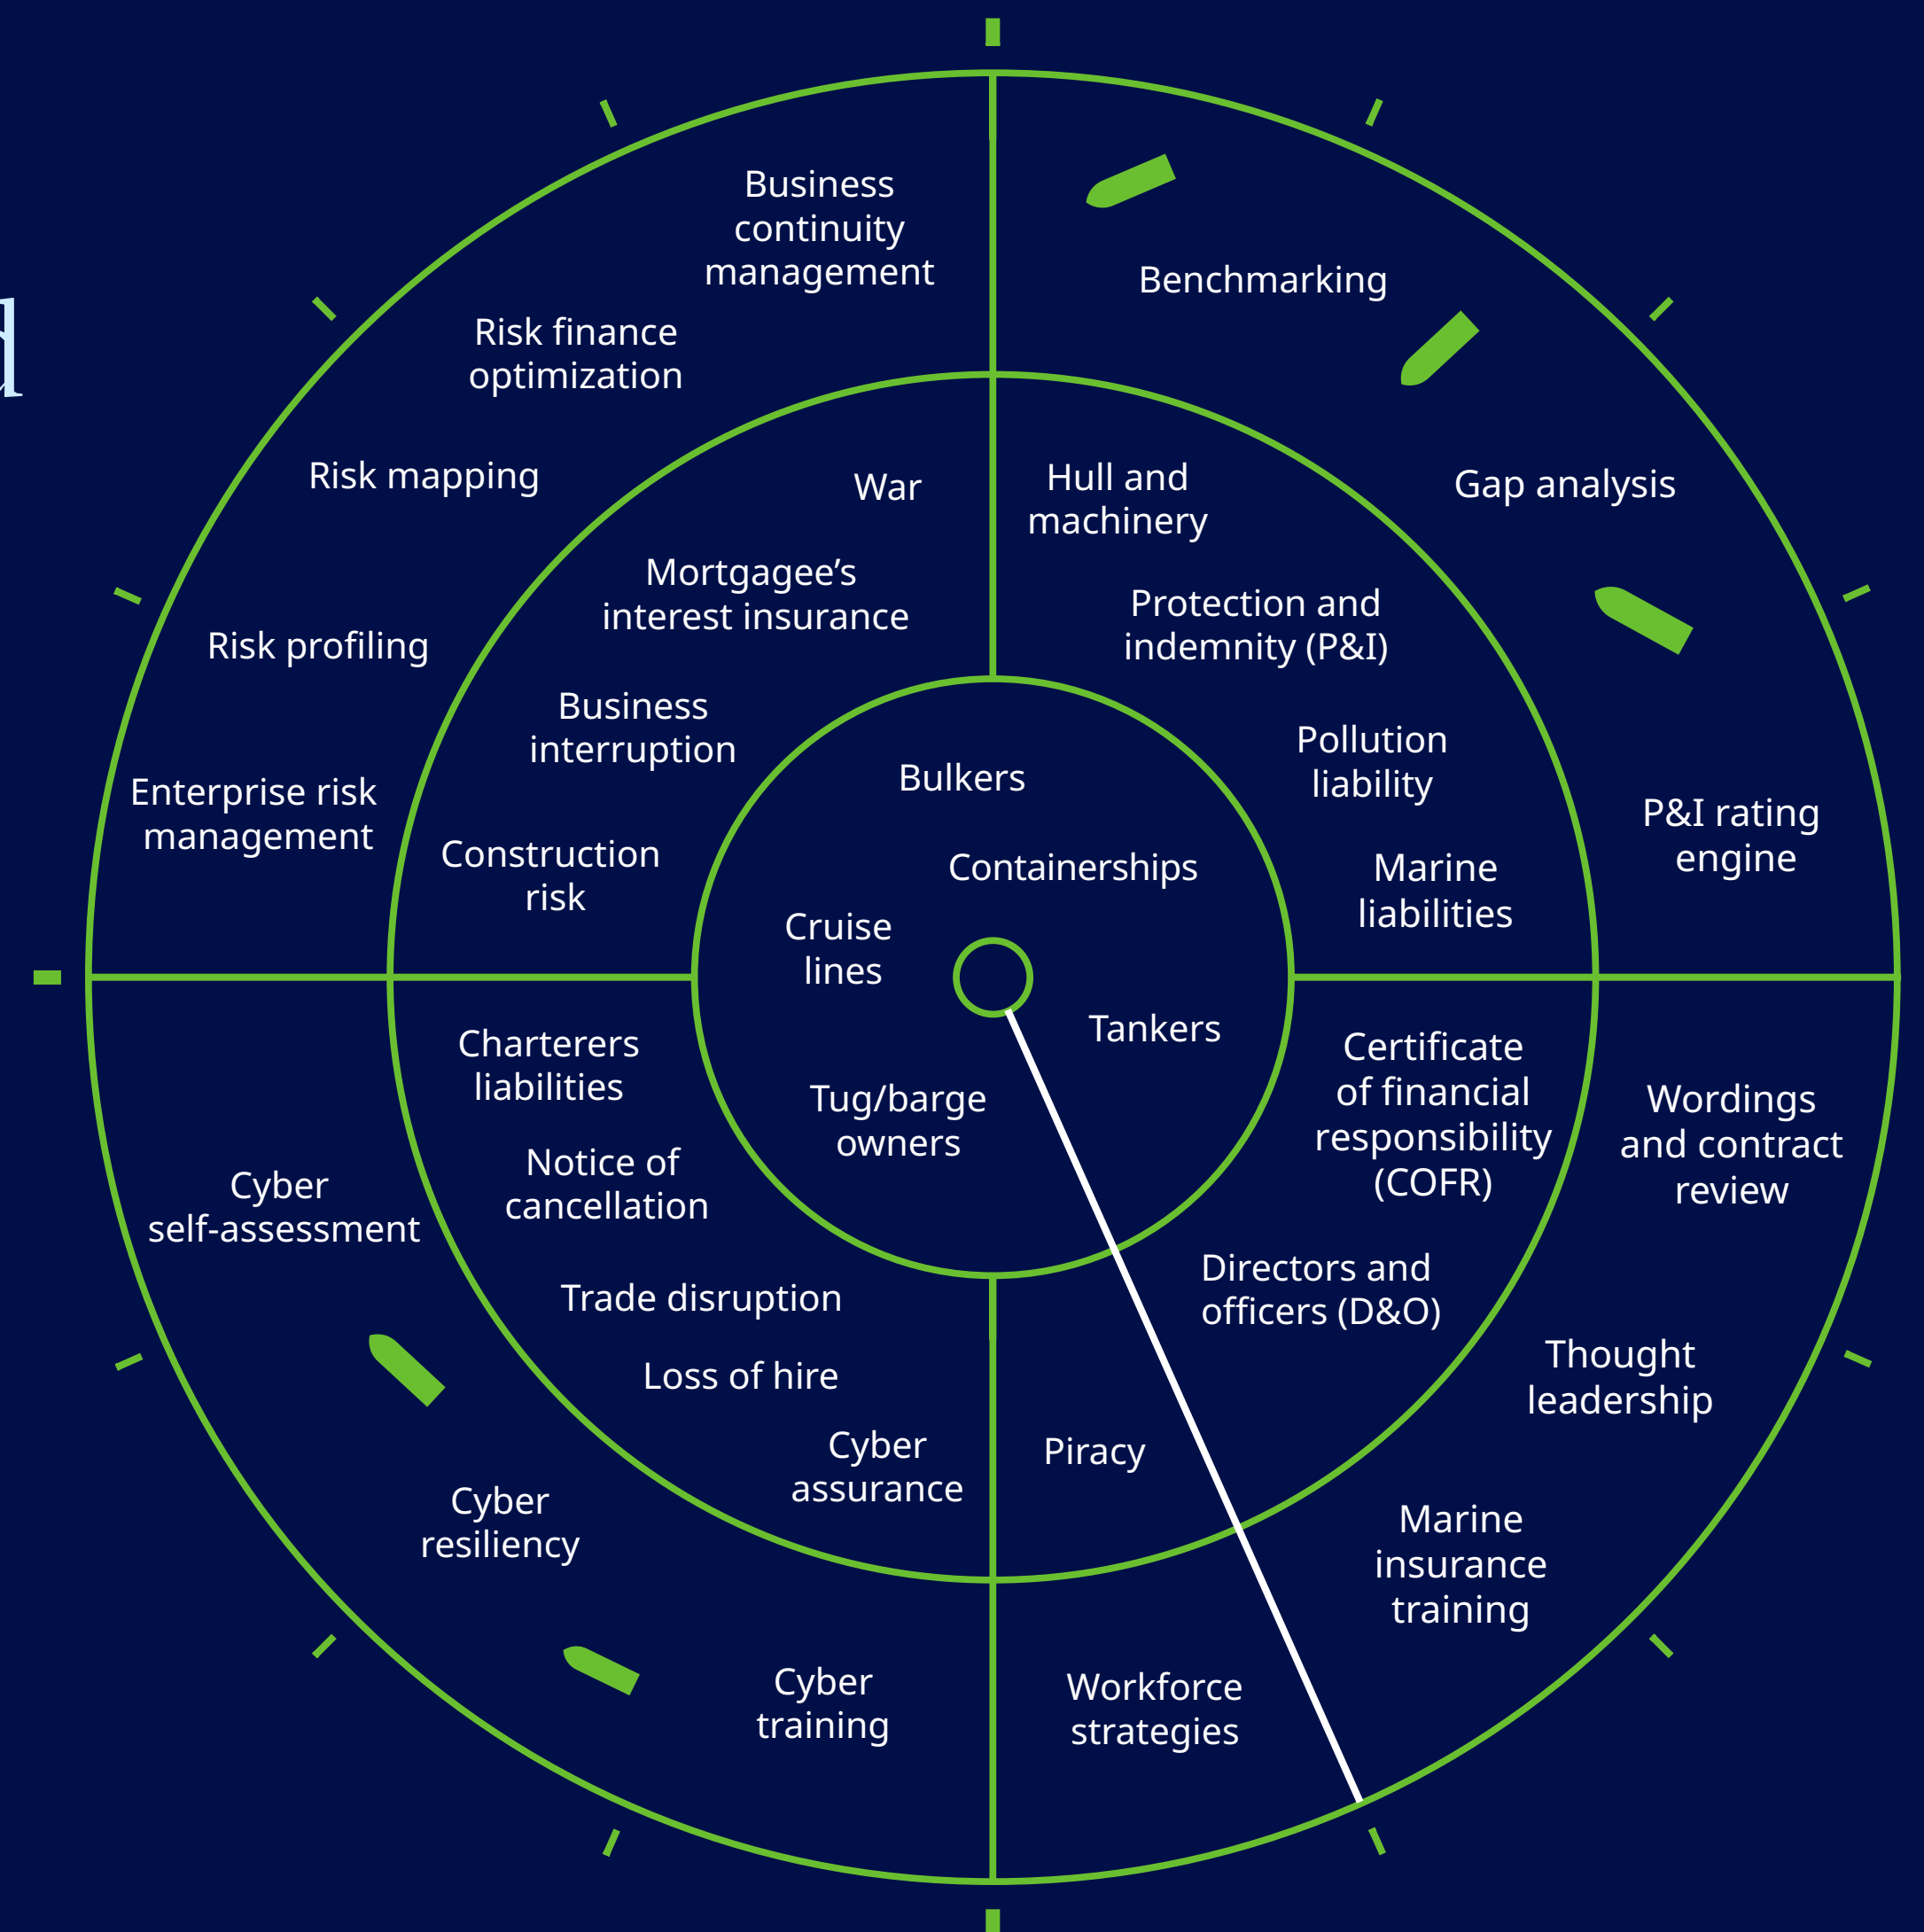 d
Business
continuity
management
Risk finance
optimization
Risk mapping
Risk profiling
Enterprise risk
management
Benchmarking
Gap analysis
P&I rating
engine
War
Mortgagee’s
interest insurance
Business
interruption
Construction
risk
Hull and
machinery
Protection and
indemnity (P&I)
Pollution
liability
Marine
liabilities
Bulkers
Containerships
Cruise
lines
Tankers
Tug/barge
owners
Charterers
liabilities
Notice of
cancellation
Trade disruption
Loss of hire
Cyber
assurance
Certificate
of financial
responsibility
(COFR)
Directors and
officers (D&O)
Piracy
Cyber
self-assessment
Cyber
resiliency
Cyber
training
Wordings
and contract
review
Thought
leadership
Marine
insurance
training
Workforce
strategies